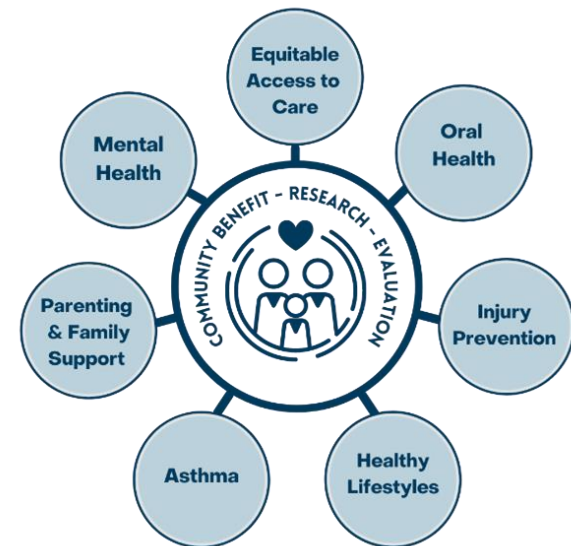 Equitable
Access to
Care
Oral
Health
Injury
Prevention
Healthy
Lifestyles
Asthma
Parenting
& Family
Support
Mental
Health
COMMUNITY BENEFIT - RESEARCH - EVALUATION